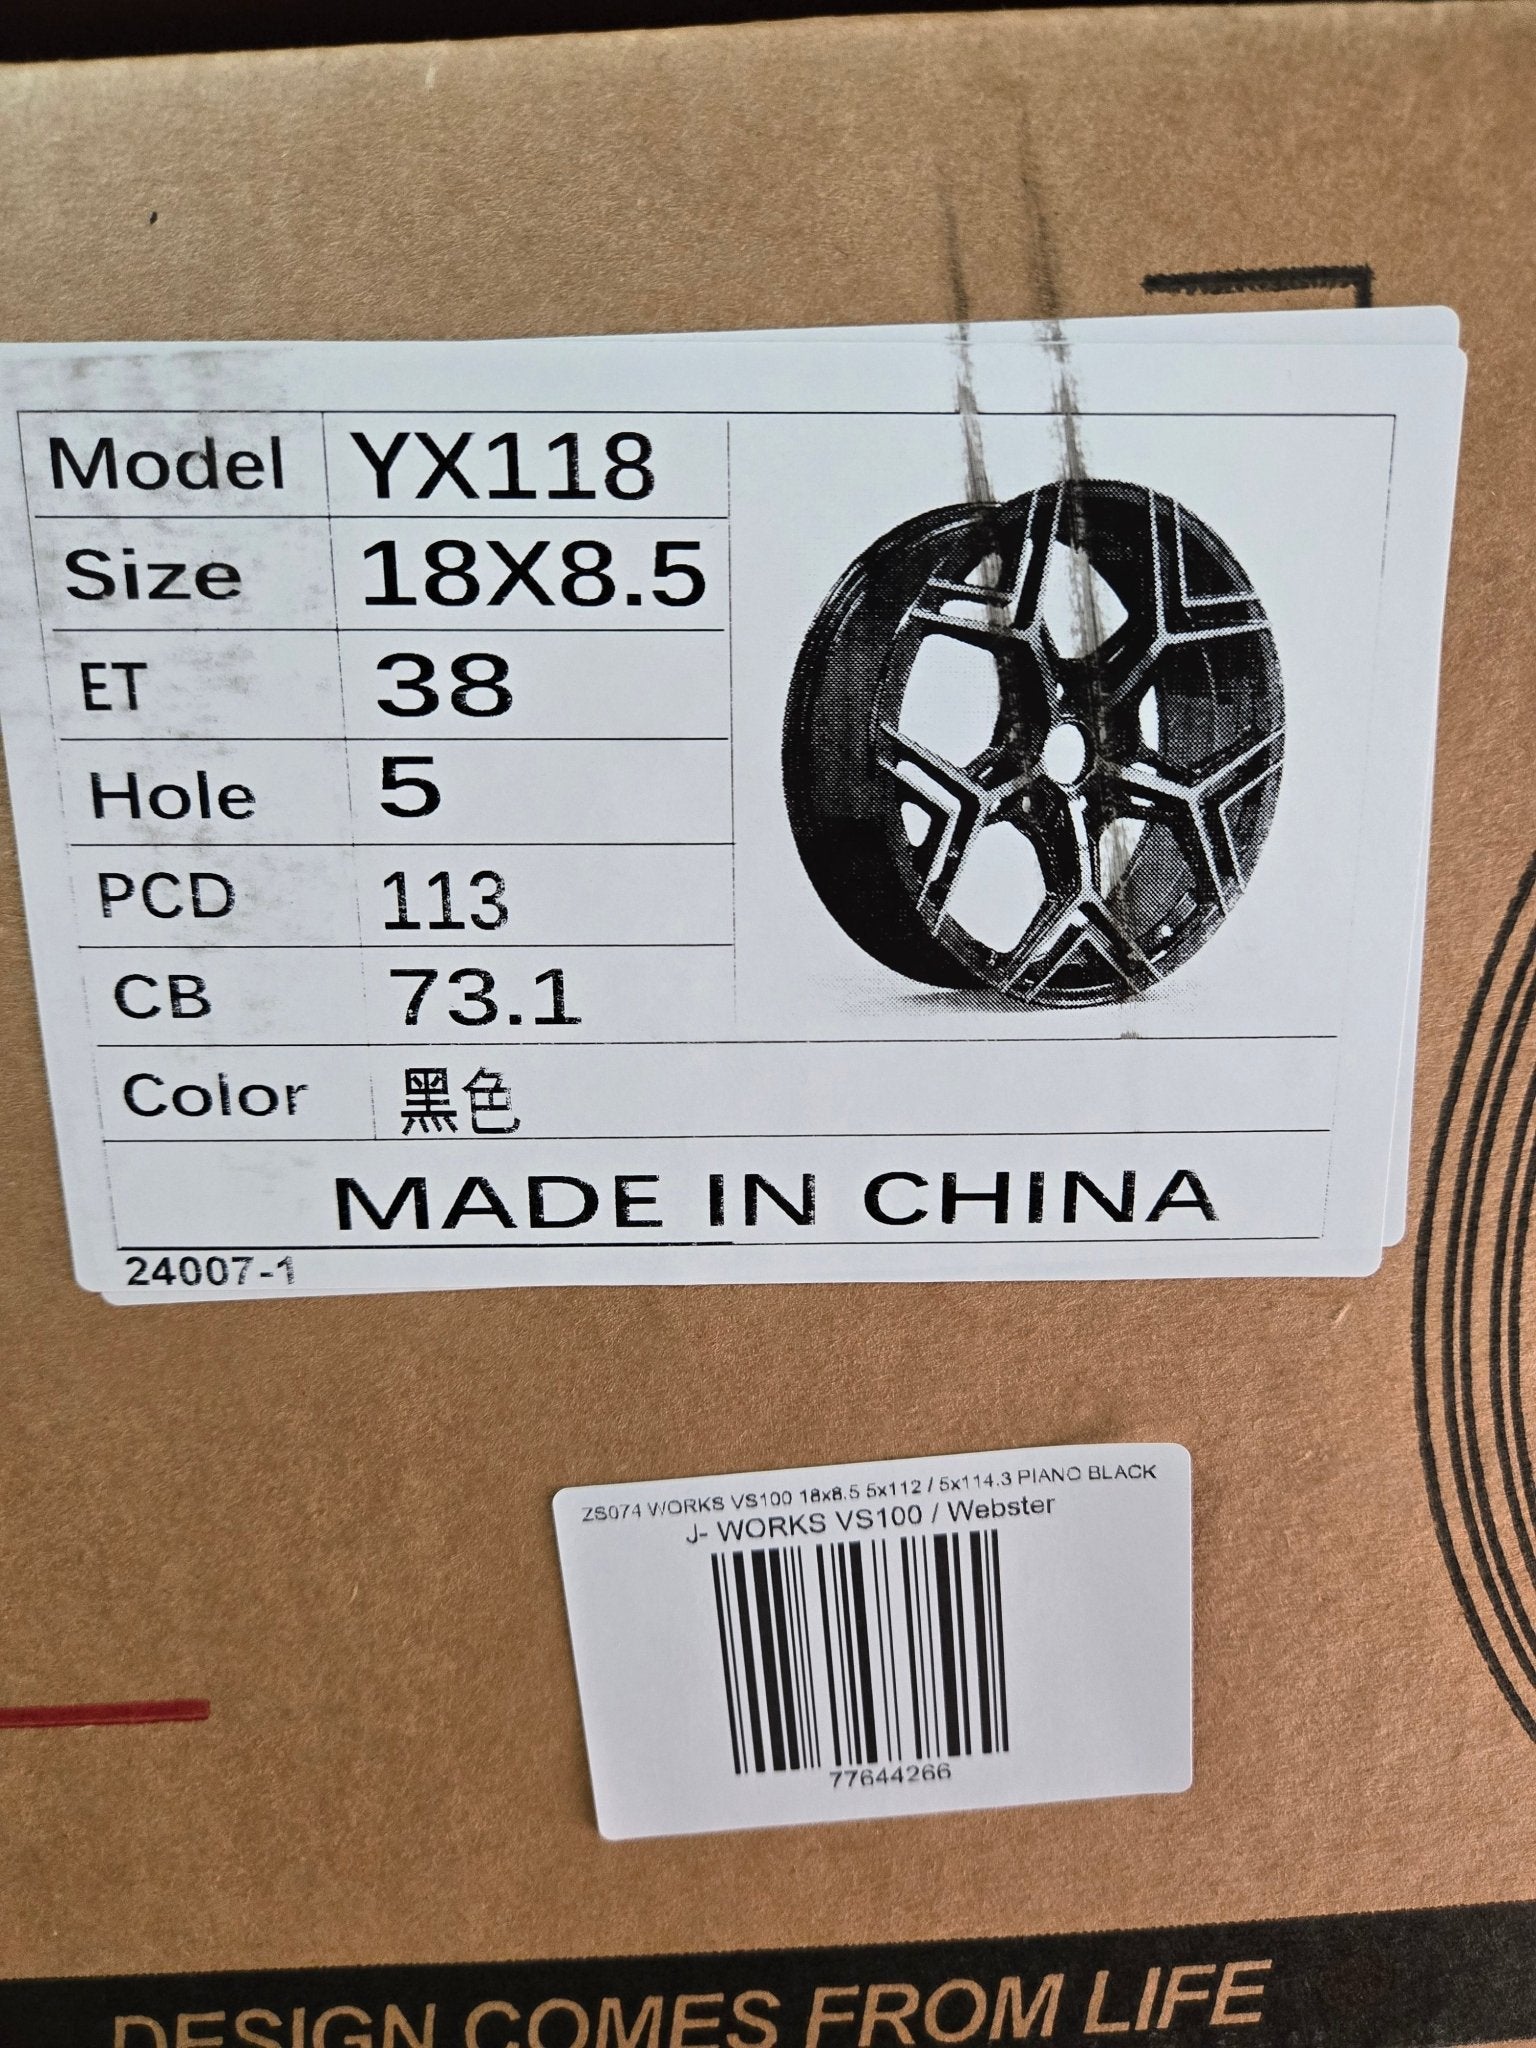 Model YX118
Size 18X8.5
ET 38
Hole 5
PCD 113
CB 73.1
Color 黑色
MADE IN CHINA
24007-1
ZS074 WORKS VS100 18x8.5 5x112 / 5x114.3 PIANO BLACK
J- WORKS VS100 / Webster
77644266
DESIGN COMES FROM LIFE